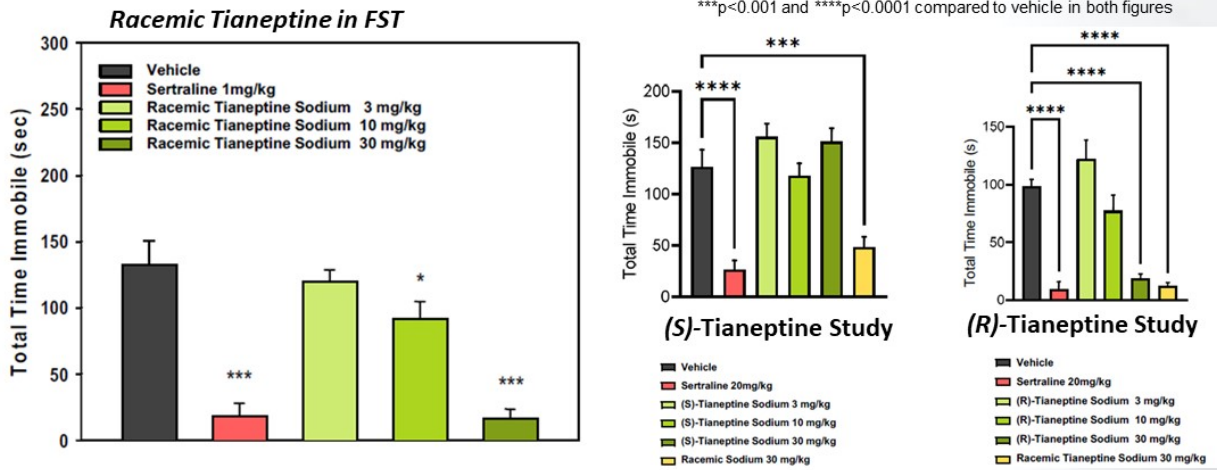 Racemic Tianeptine in FST
Total Time Immobile (sec)
300
250
200
150
100
50
0
Vehicle
Sertraline 1mg/kg
Racemic Tianeptine Sodium 3 mg/kg
Racemic Tianeptine Sodium 10 mg/kg
Racemic Tianeptine Sodium 30 mg/kg
***
*
***
***p<0.001 and ****p<0.0001 compared to vehicle in both figures
Total Time Immobile (s)
200
150
100
50
0
***
****
(S)-Tianeptine Study
Vehicle
Sertraline 20mg/kg
(S)-Tianeptine Sodium 3 mg/kg
(S)-Tianeptine Sodium 10 mg/kg
(S)-Tianeptine Sodium 30 mg/kg
Racemic Sodium 30 mg/kg
Total Time Immobile (s)
150
100
50
0
****
****
****
(R)-Tianeptine Study
Vehicle
Sertraline 20mg/kg
(R)-Tianeptine Sodium 3 mg/kg
(R)-Tianeptine Sodium 10 mg/kg
(R)-Tianeptine Sodium 30 mg/kg
Racemic Tianeptine Sodium 30 mg/kg